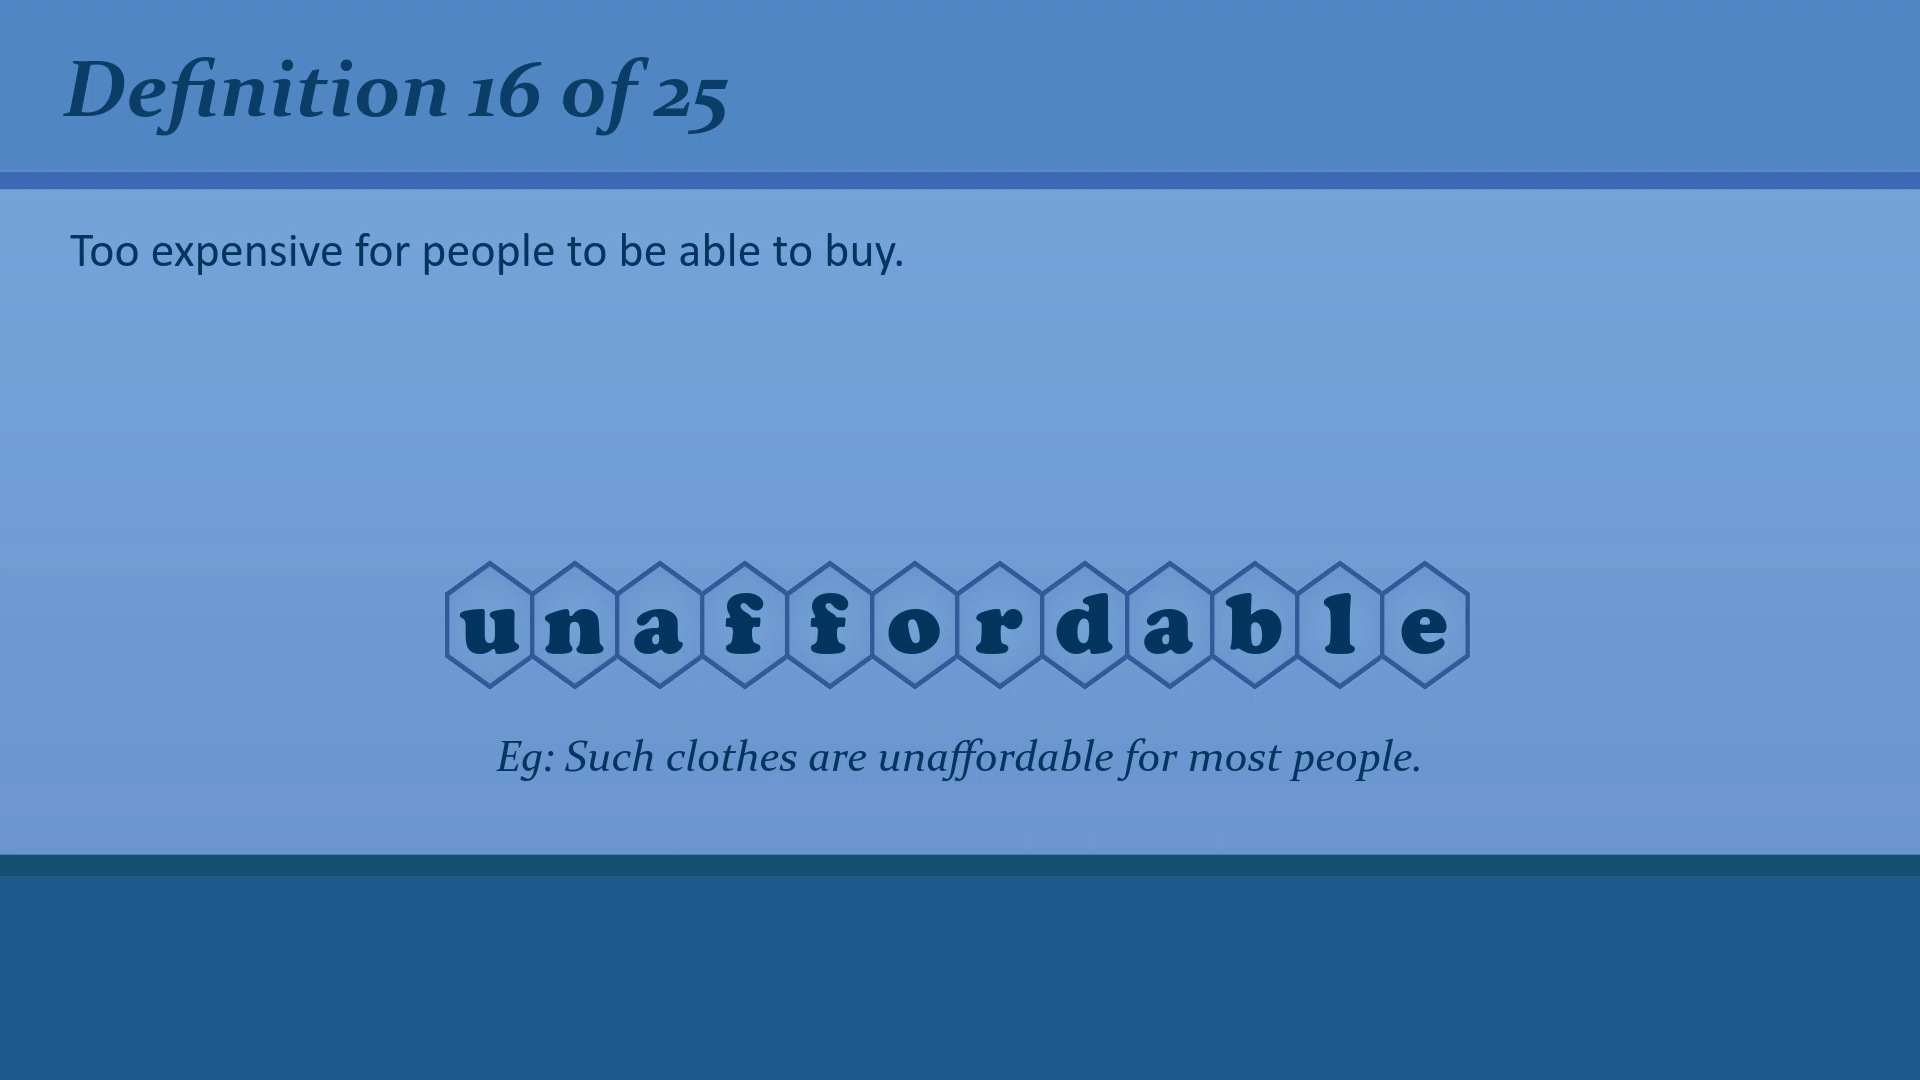 Definition 16 of 25
Too expensive for people to be able to buy.
unaffordable
Eg: Such clothes are unaffordable for most people.